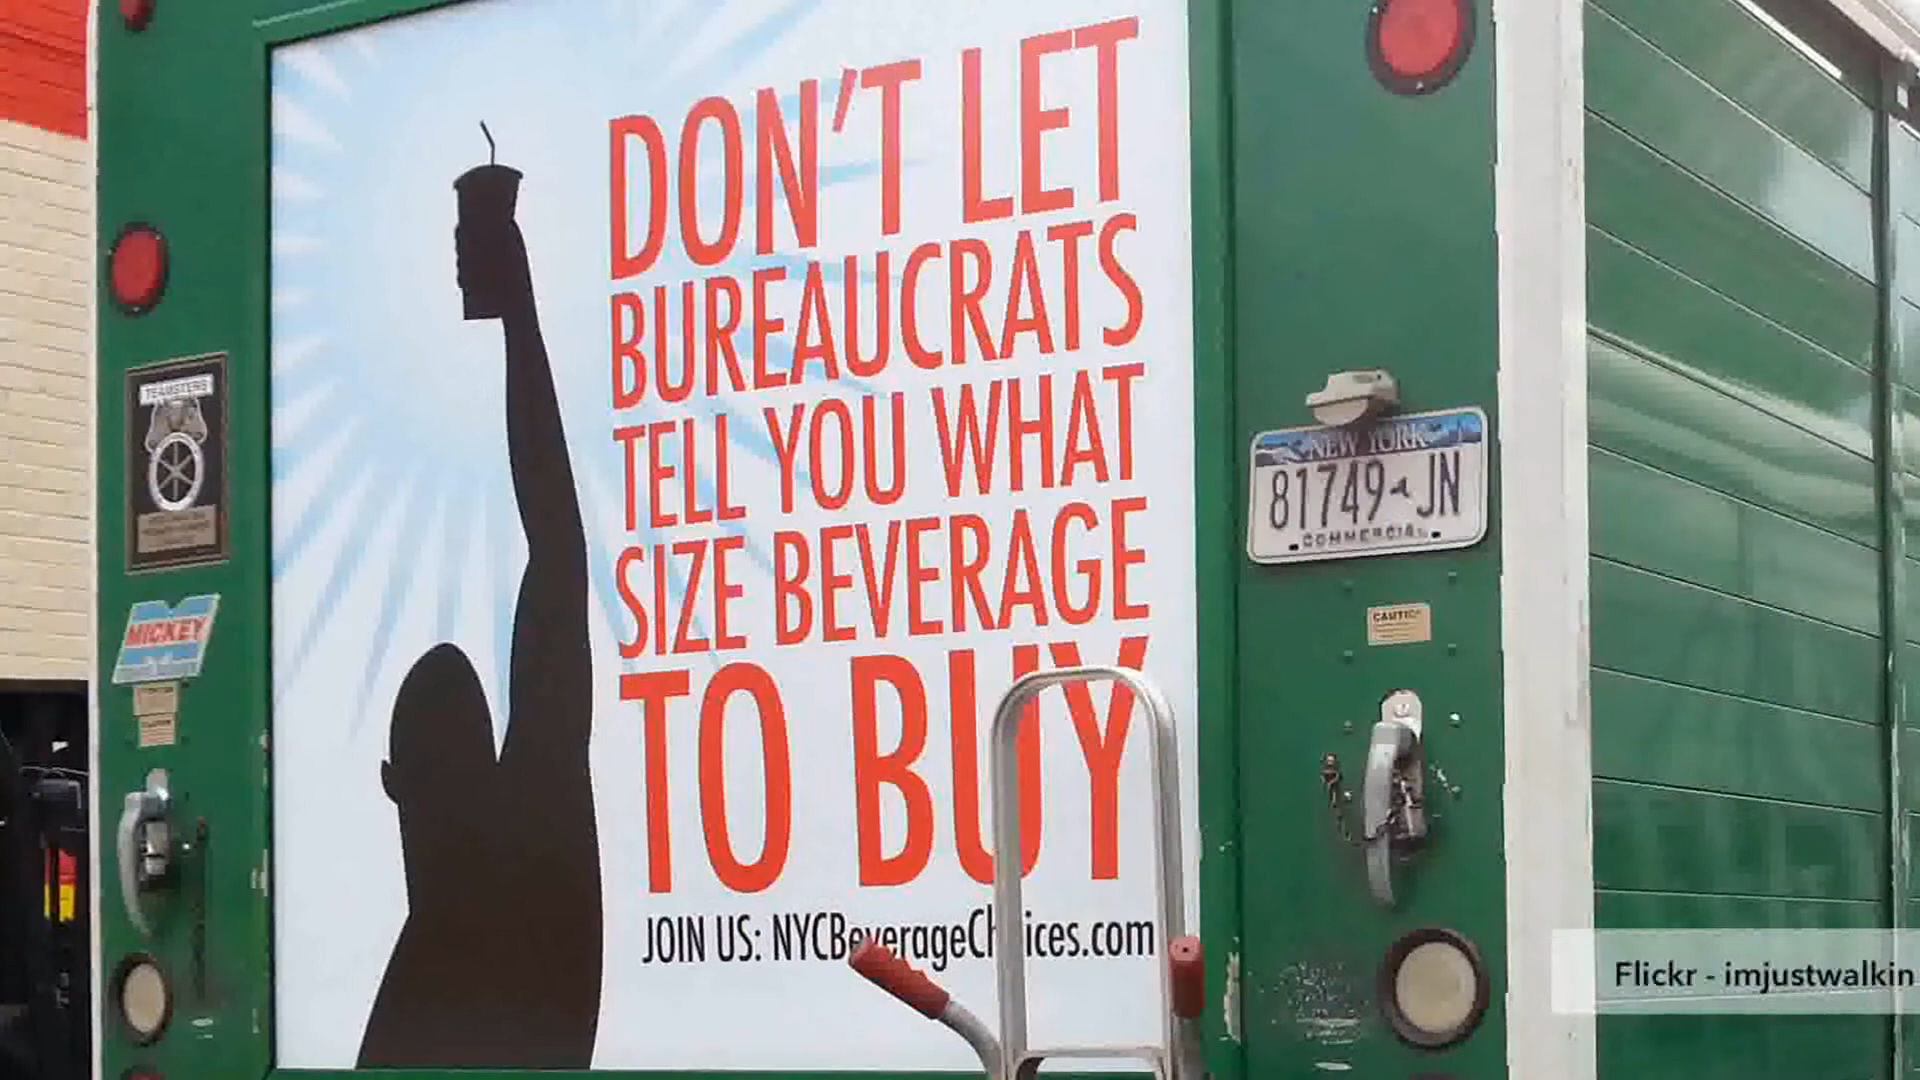 DON'T LET
BUREAUCRATS
TELL YOU WHAT
SIZE BEVERAGE
TO BUY
JOIN US: NYCBeverageChoices.com
TEAMSTERS
MICKEY
NEW YORK
81749 JN
COMMERCIAL
CAUTION
Flickr - imjustwalkin